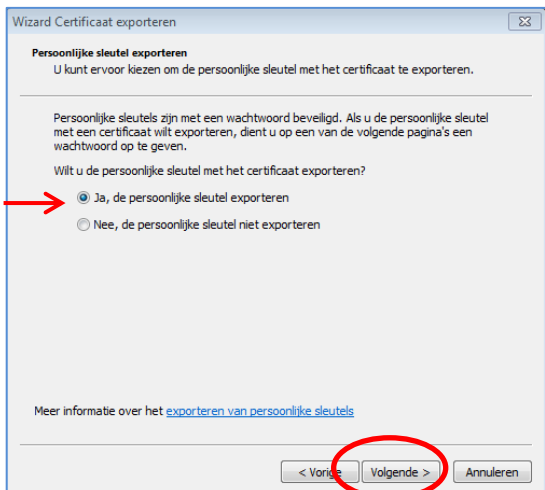 Wizard Certificaat exporteren
Persoonlijke sleutel exporteren
U kunt ervoor kiezen om de persoonlijke sleutel met het certificaat te exporteren.
Persoonlijke sleutels zijn met een wachtwoord beveiligd. Als u de persoonlijke sleutel
met een certificaat wilt exporteren, dient u op een van de volgende pagina's een
wachtwoord op te geven.
Wilt u de persoonlijke sleutel met het certificaat exporteren?
Ja, de persoonlijke sleutel exporteren
Nee, de persoonlijke sleutel niet exporteren
Meer informatie over het exporteren van persoonlijke sleutels
< Vorige Volgende > Annuleren